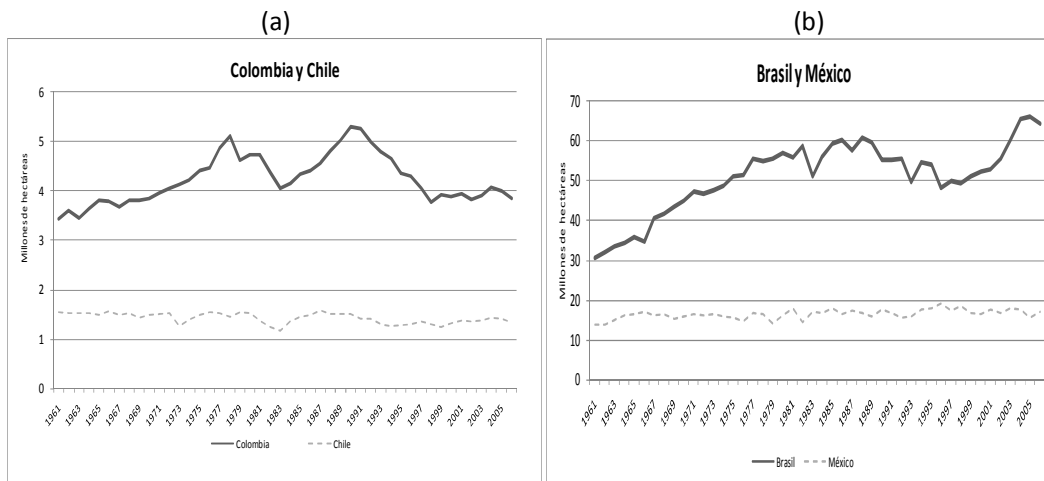 (a)
Colombia y Chile
Millones de hectáreas
6
5
4
3
2
1
0
1961 1963 1965 1967 1969 1971 1973 1975 1977 1979 1981 1983 1985 1987 1989 1991 1993 1995 1997 1999 2001 2003 2005
Colombia Chile
(b)
Brasil y México
Millones de hectáreas
70
60
50
40
30
20
10
0
1961 1963 1965 1967 1969 1971 1973 1975 1977 1979 1981 1983 1985 1987 1989 1991 1993 1995 1997 1999 2001 2003 2005
Brasil México